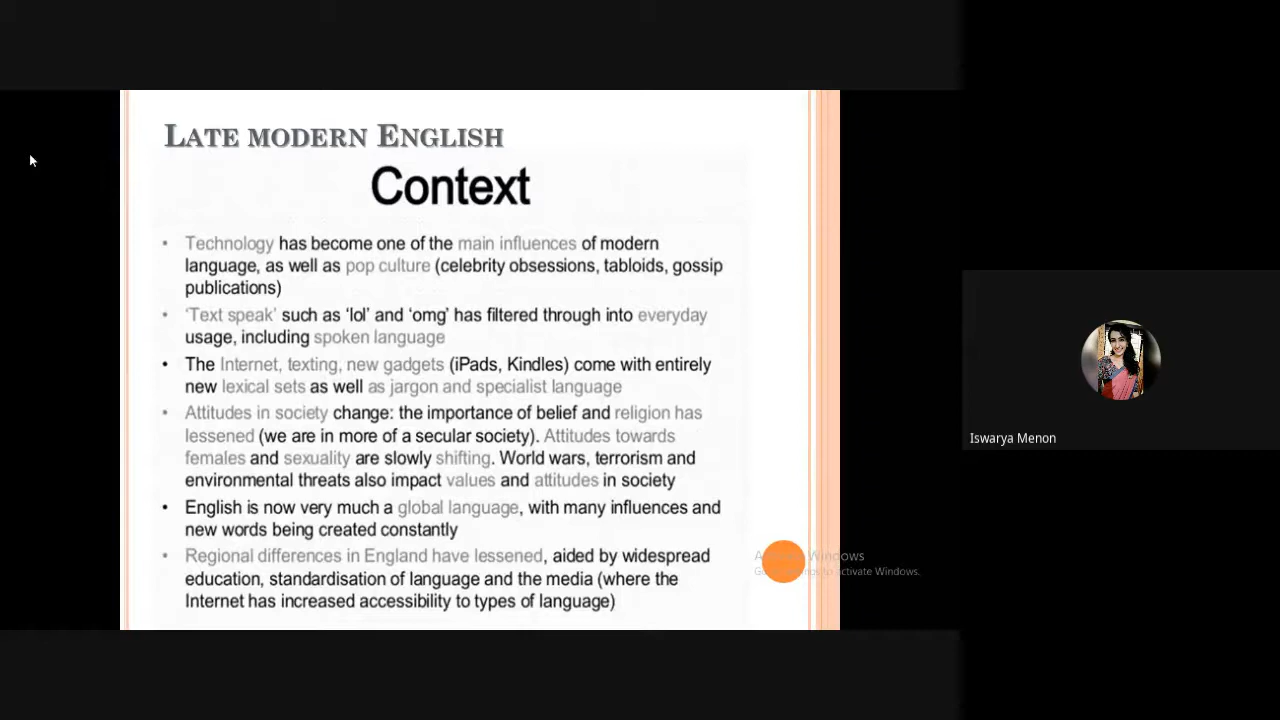 LATE MODERN ENGLISH
Context
• Technology has become one of the main influences of modern
language, as well as pop culture (celebrity obsessions, tabloids, gossip
publications)
• ‘Text speak’ such as ‘lol’ and ‘omg’ has filtered through into everyday
usage, including spoken language
• The Internet, texting, new gadgets (iPads, Kindles) come with entirely
new lexical sets as well as jargon and specialist language
• Attitudes in society change: the importance of belief and religion has
lessened (we are in more of a secular society). Attitudes towards
females and sexuality are slowly shifting. World wars, terrorism and
environmental threats also impact values and attitudes in society
• English is now very much a global language, with many influences and
new words being created constantly
• Regional differences in England have lessened, aided by widespread
education, standardisation of language and the media (where the
Internet has increased accessibility to types of language)
Windows
activate Windows.
Iswarya Menon